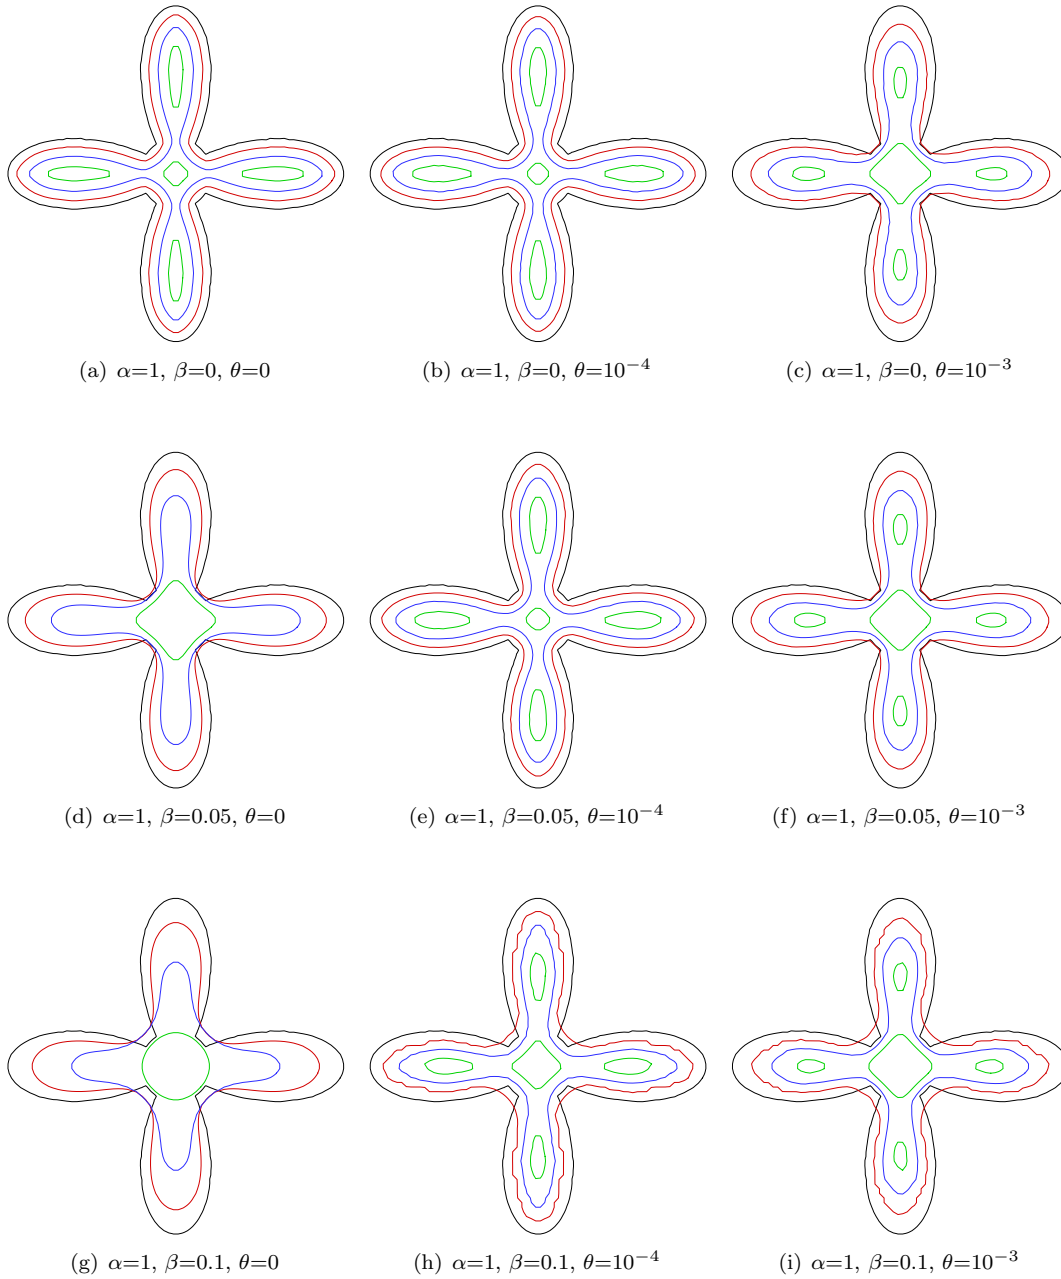 (a) α=1, β=0, θ=0
(b) α=1, β=0, θ=10⁻⁴
(c) α=1, β=0, θ=10⁻³
(d) α=1, β=0.05, θ=0
(e) α=1, β=0.05, θ=10⁻⁴
(f) α=1, β=0.05, θ=10⁻³
(g) α=1, β=0.1, θ=0
(h) α=1, β=0.1, θ=10⁻⁴
(i) α=1, β=0.1, θ=10⁻³